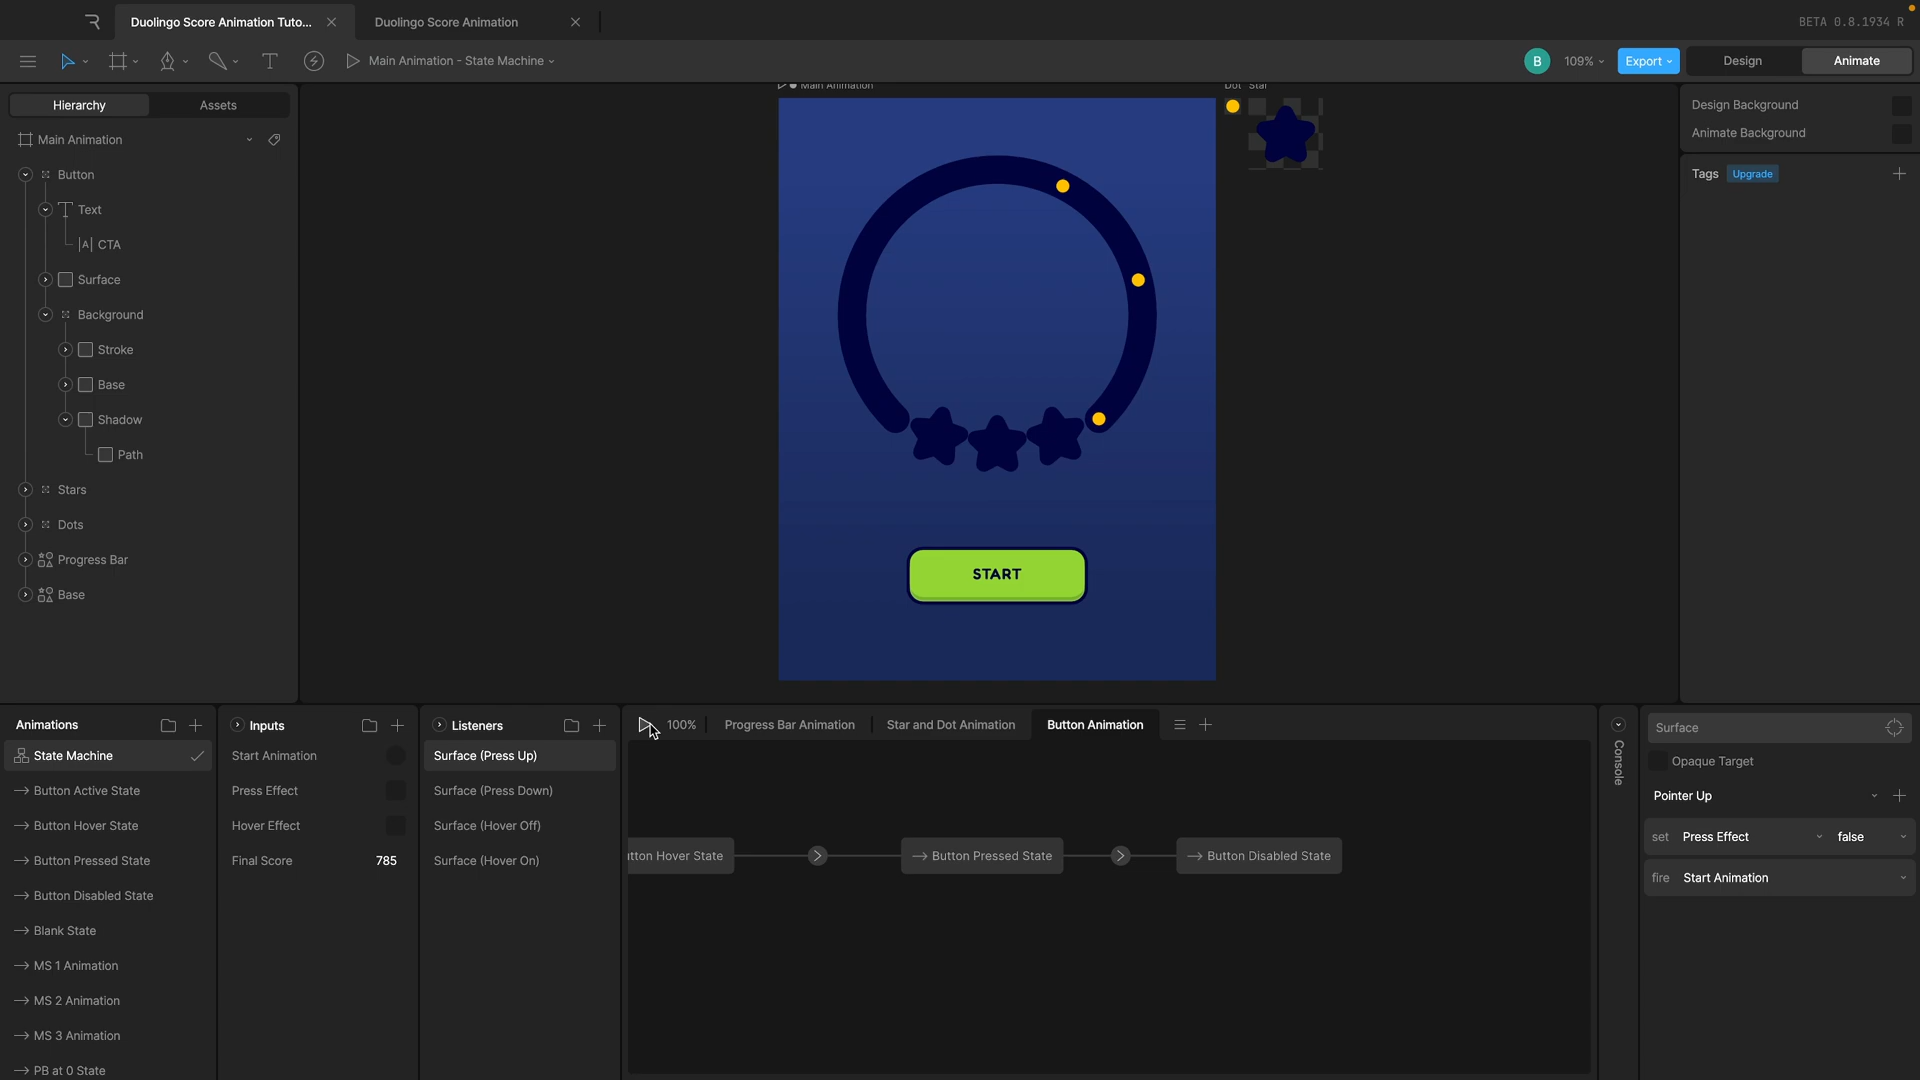 Duolingo Score Animation Tuto...
Duolingo Score Animation
BETA 0.8.1934 R
Main Animation - State Machine
B
109%
Export
Design
Animate
Hierarchy
Assets
Main Animation
Button
Text
CTA
Surface
Background
Stroke
Base
Shadow
Path
Stars
Dots
Progress Bar
Base
Main Animation
Dot
Star
START
Design Background
Animate Background
Tags
Upgrade
Animations
State Machine
Button Active State
Button Hover State
Button Pressed State
Button Disabled State
Blank State
MS 1 Animation
MS 2 Animation
MS 3 Animation
PB at 0 State
Inputs
Start Animation
Press Effect
Hover Effect
Final Score 785
Listeners
Surface (Press Up)
Surface (Press Down)
Surface (Hover Off)
Surface (Hover On)
100%
Progress Bar Animation
Star and Dot Animation
Button Animation
utton Hover State
Button Pressed State
Button Disabled State
Console
Surface
Opaque Target
Pointer Up
set Press Effect false
fire Start Animation